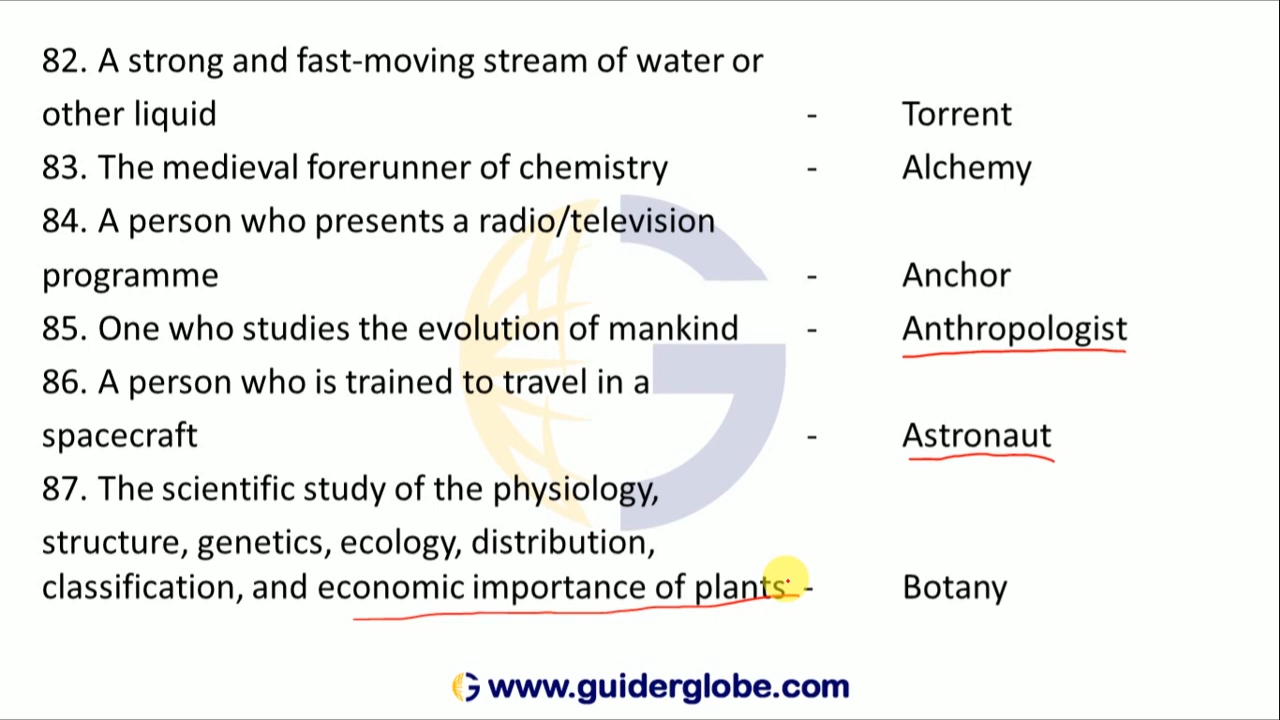 82. A strong and fast-moving stream of water or
other liquid - Torrent
83. The medieval forerunner of chemistry - Alchemy
84. A person who presents a radio/television
programme - Anchor
85. One who studies the evolution of mankind - Anthropologist
86. A person who is trained to travel in a
spacecraft - Astronaut
87. The scientific study of the physiology,
structure, genetics, ecology, distribution,
classification, and economic importance of plants - Botany
www.guiderglobe.com